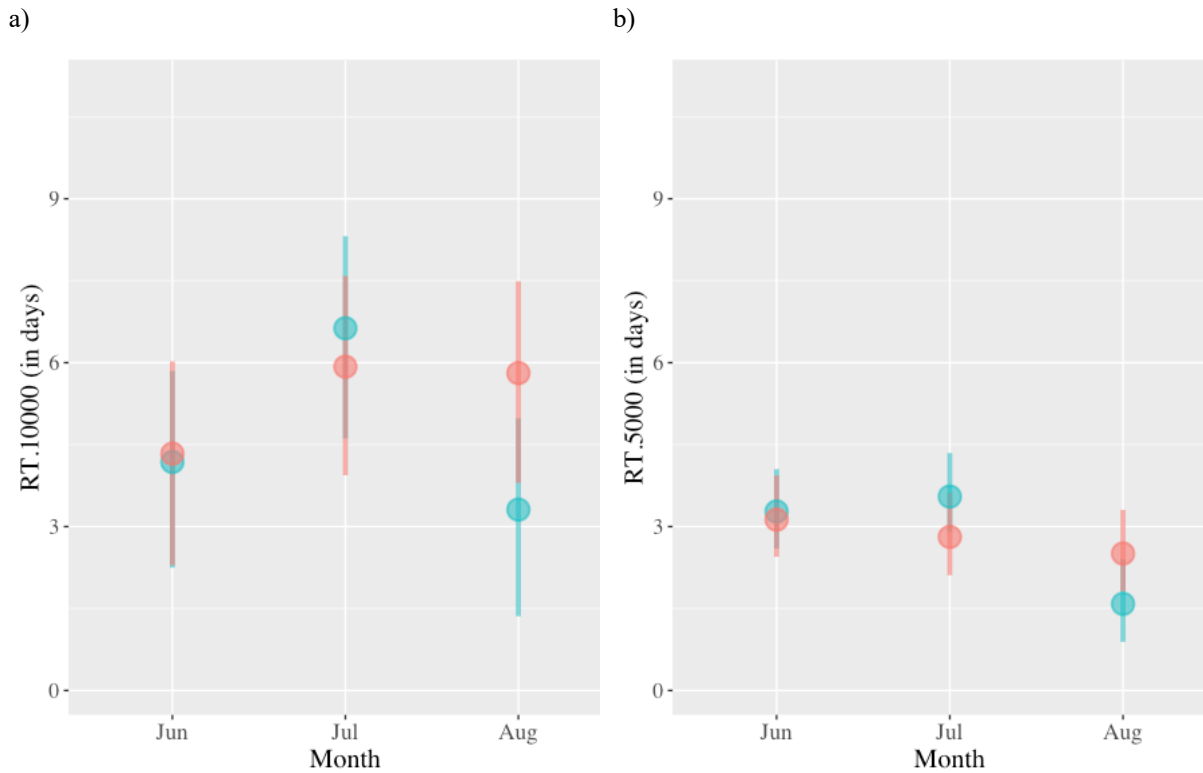 a)
b)
RT.10000 (in days)
9
6
3
0
Jun Jul Aug
Month
RT.5000 (in days)
9
6
3
0
Jun Jul Aug
Month